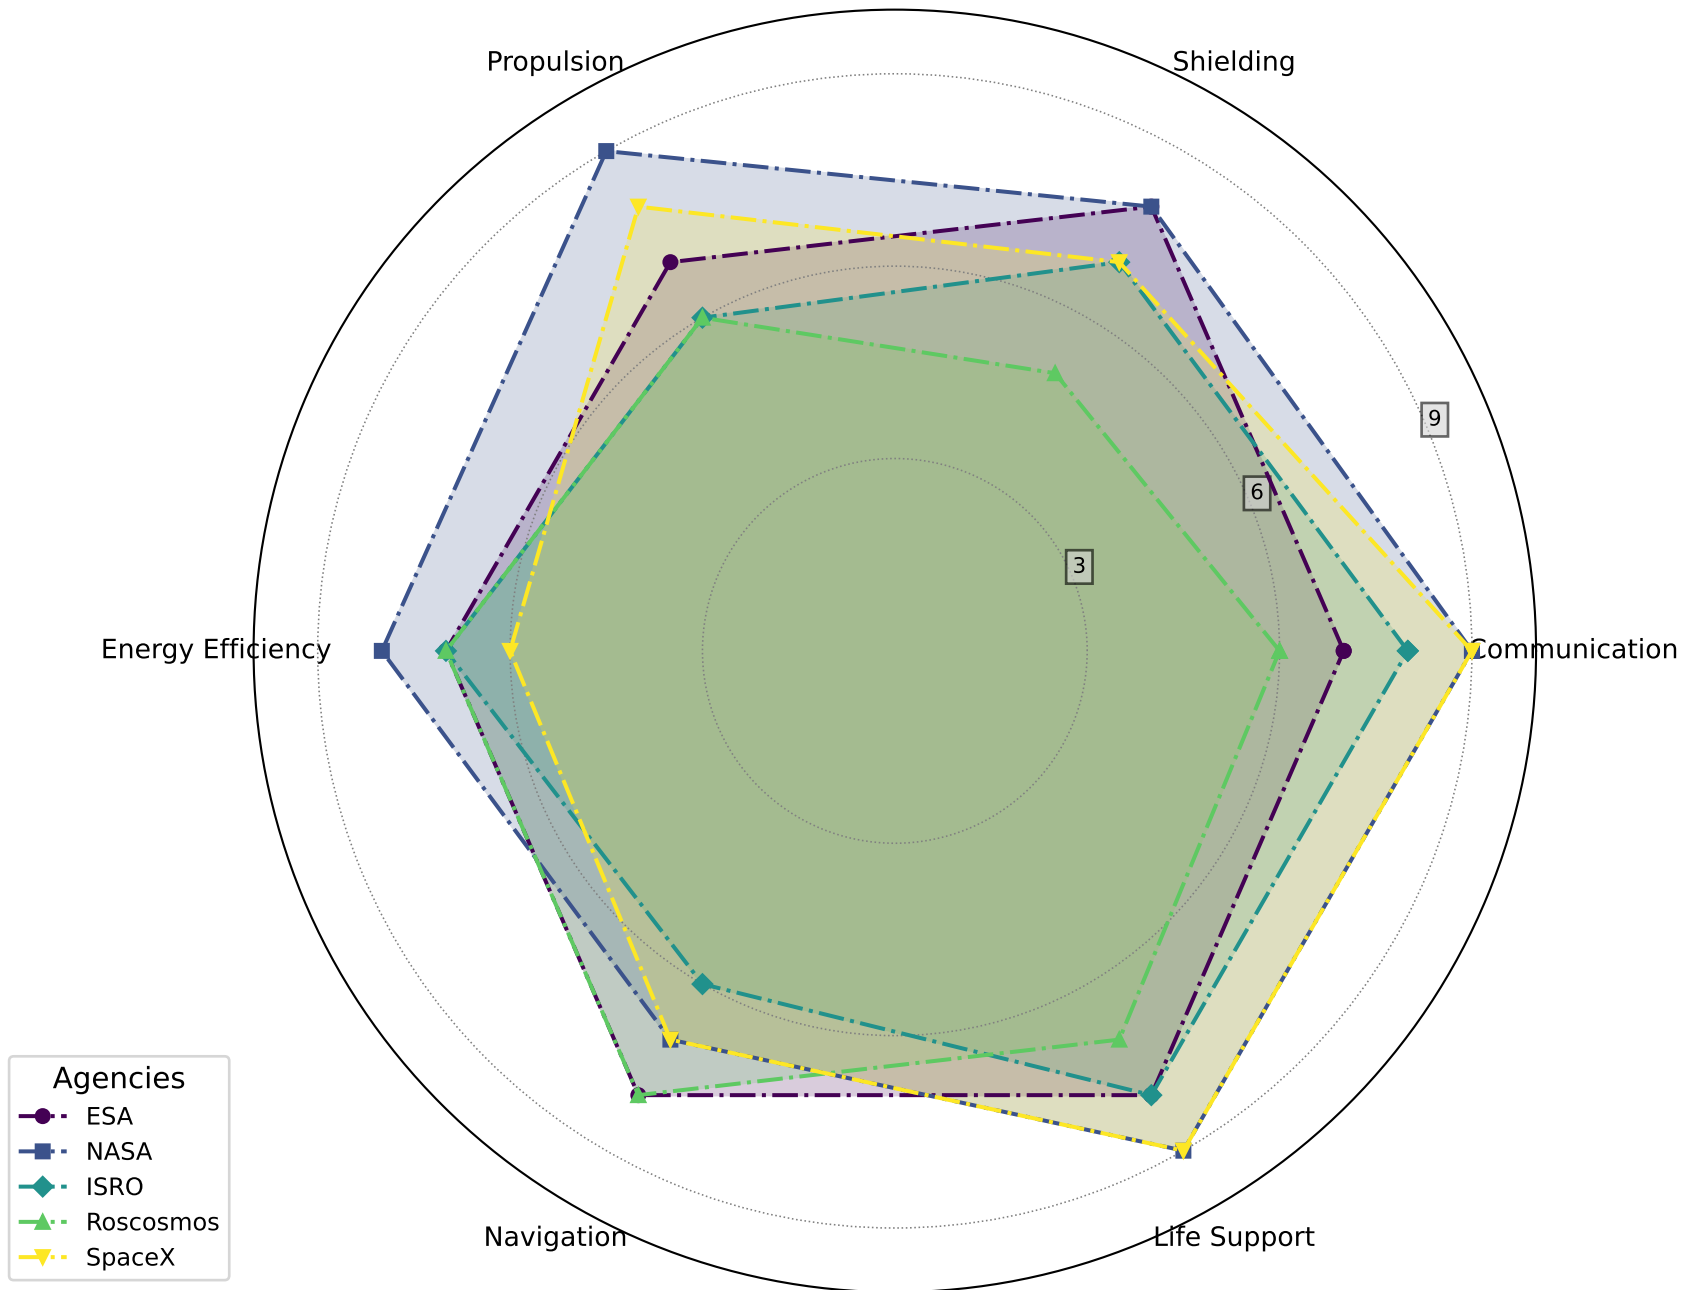 Propulsion
Shielding
9
6
3
Energy Efficiency
Communication
Navigation
Life Support
Agencies
ESA
NASA
ISRO
Roscosmos
SpaceX